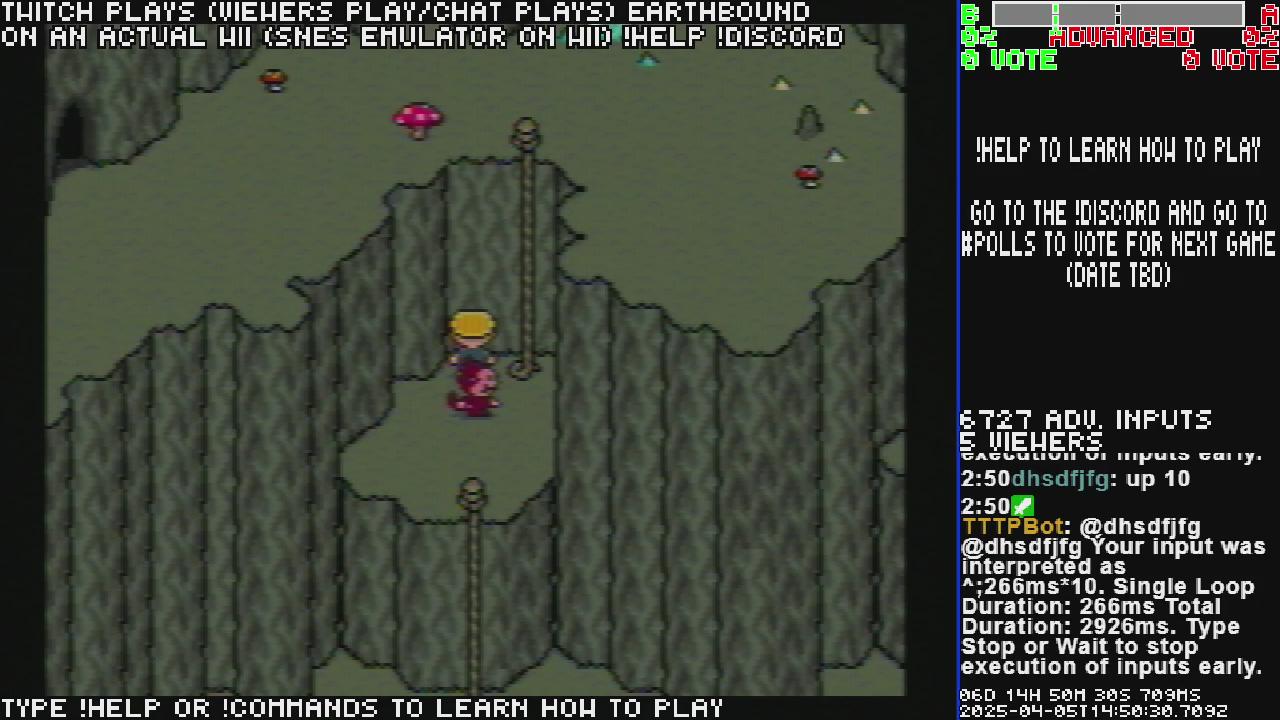 TWITCH PLAYS (VIEWERS PLAY/CHAT PLAYS) EARTHBOUND
ON AN ACTUAL WII (SNES EMULATOR ON WII) !HELP !DISCORD
B A
0% ADVANCED 0%
0 VOTE 0 VOTE
!HELP TO LEARN HOW TO PLAY
GO TO THE !DISCORD AND GO TO
#POLLS TO VOTE FOR NEXT GAME
(DATE TBD)
6727 ADV. INPUTS
5 VIEWERS
execution of inputs early.
2:50dhsdfjfg: up 10
2:50
TTTPBot: @dhsdfjfg
@dhsdfjfg Your input was
interpreted as
^;266ms*10. Single Loop
Duration: 266ms Total
Duration: 2926ms. Type
Stop or Wait to stop
execution of inputs early.
06D 14H 50M 30S 709MS
2025-04-05T14:50:30.709Z
TYPE !HELP OR !COMMANDS TO LEARN HOW TO PLAY